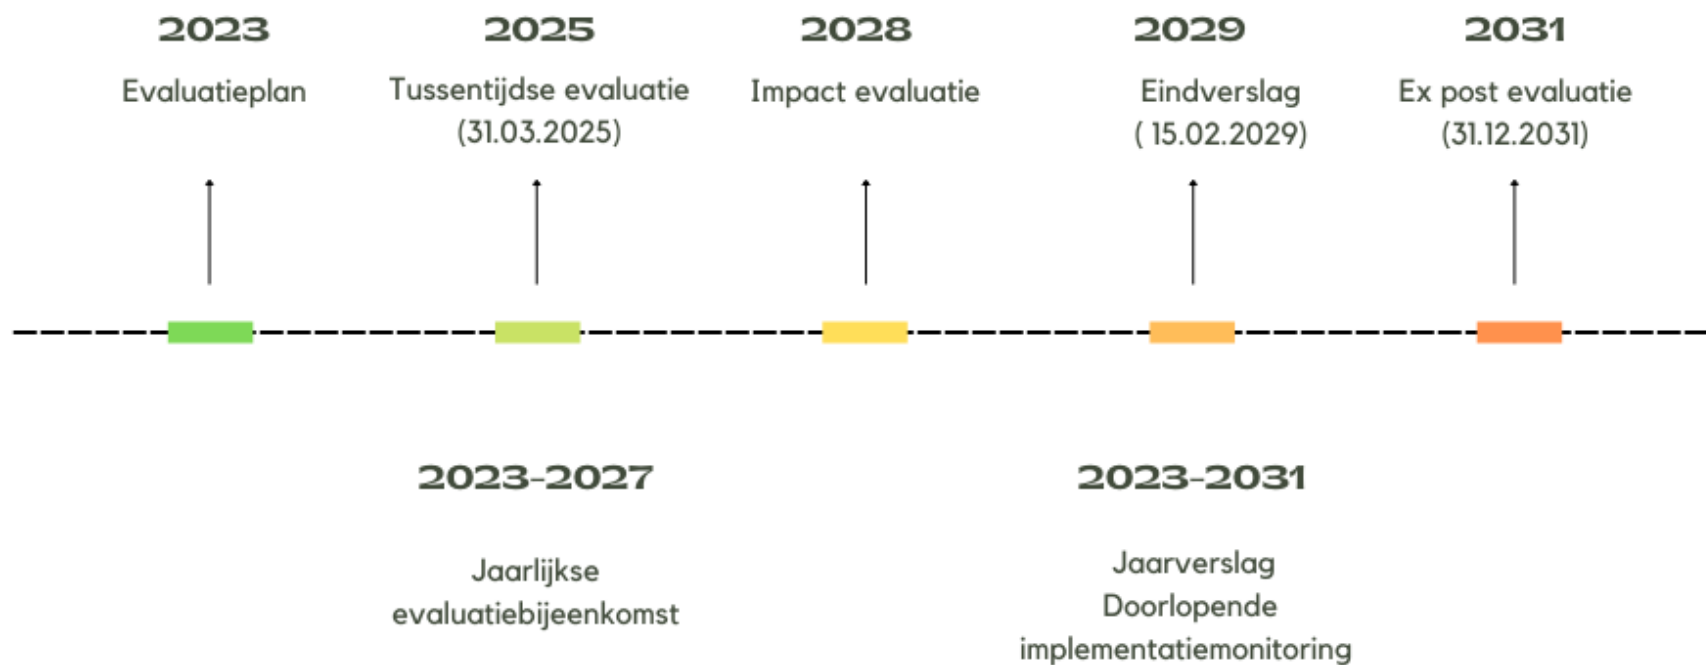 2023
Evaluatieplan
2025
Tussentijdse evaluatie
(31.03.2025)
2028
Impact evaluatie
2029
Eindverslag
( 15.02.2029)
2031
Ex post evaluatie
(31.12.2031)
2023-2027
Jaarlijkse
evaluatiebijeenkomst
2023-2031
Jaarverslag
Doorlopende
implementatiemonitoring